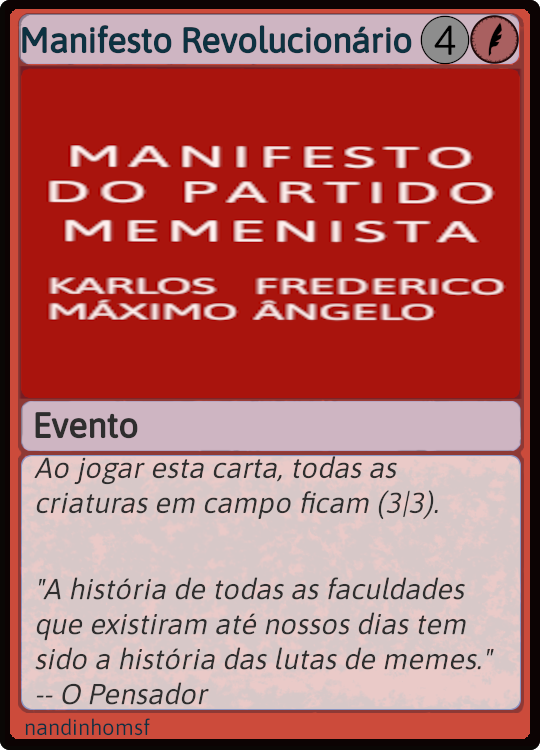 Manifesto Revolucionário 4
MANIFESTO
DO PARTIDO
MEMENISTA
KARLOS FREDERICO
MÁXIMO ÂNGELO
Evento
Ao jogar esta carta, todas as
criaturas em campo ficam (3|3).
"A história de todas as faculdades
que existiram até nossos dias tem
sido a história das lutas de memes."
-- O Pensador
nandinhomsf